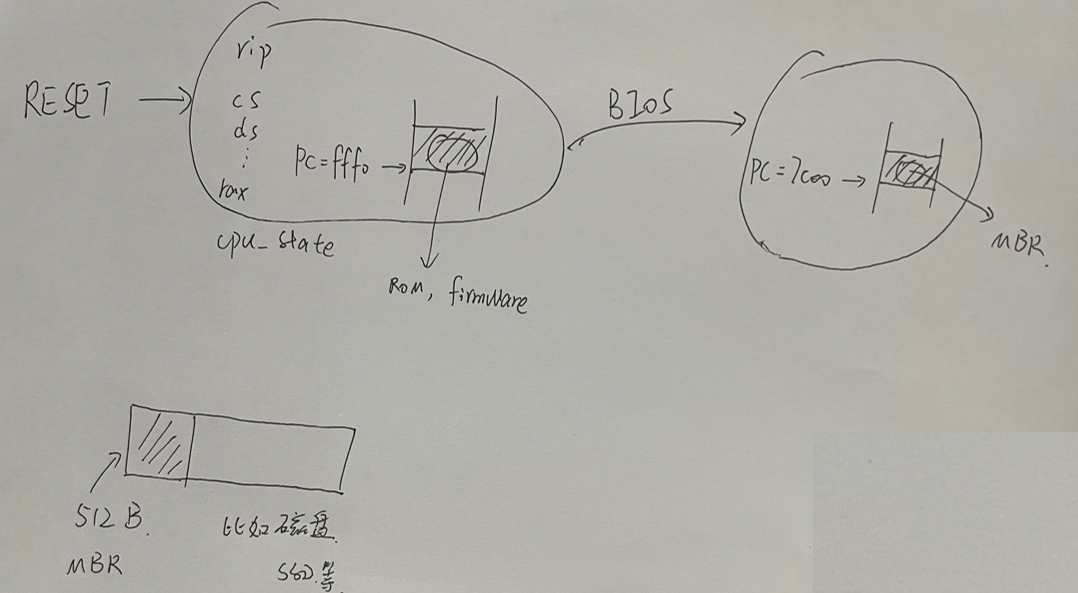 RESET
rip
cs
ds
⋮
rax
PC=fff0
cpu_state
ROM, firmware
BIOS
PC=7c00
MBR.
512 B.
MBR
比如磁盘.
SSD.等.